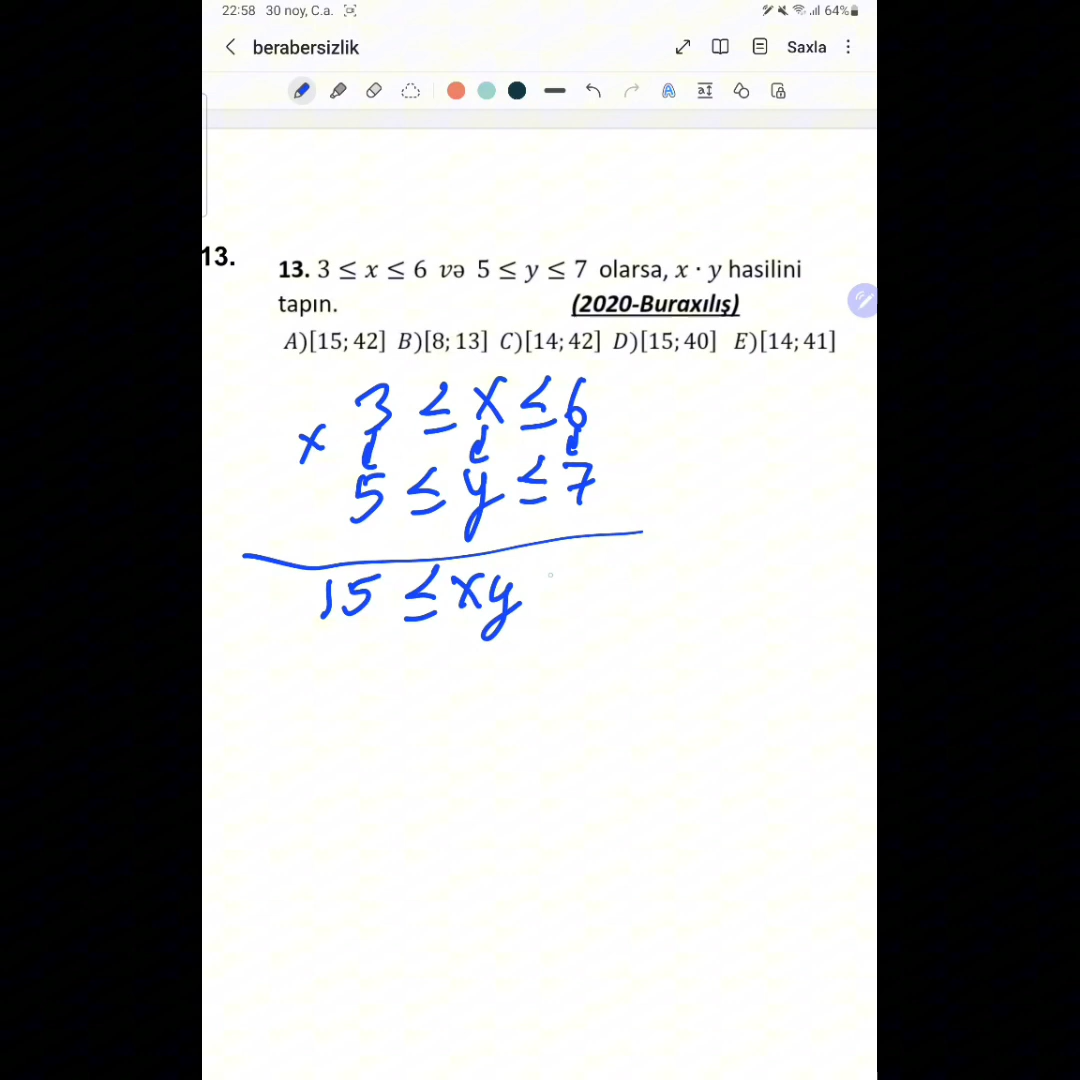 22:58 30 noy, C.a. 64%
berabersizlik Saxla
13.
13. 3 ≤ x ≤ 6 və 5 ≤ y ≤ 7 olarsa, x · y hasilini
tapın. (2020-Buraxılış)
A)[15; 42] B)[8; 13] C)[14; 42] D)[15; 40] E)[14; 41]
3 ≤ x ≤ 6
x
5 ≤ y ≤ 7
15 ≤ xy